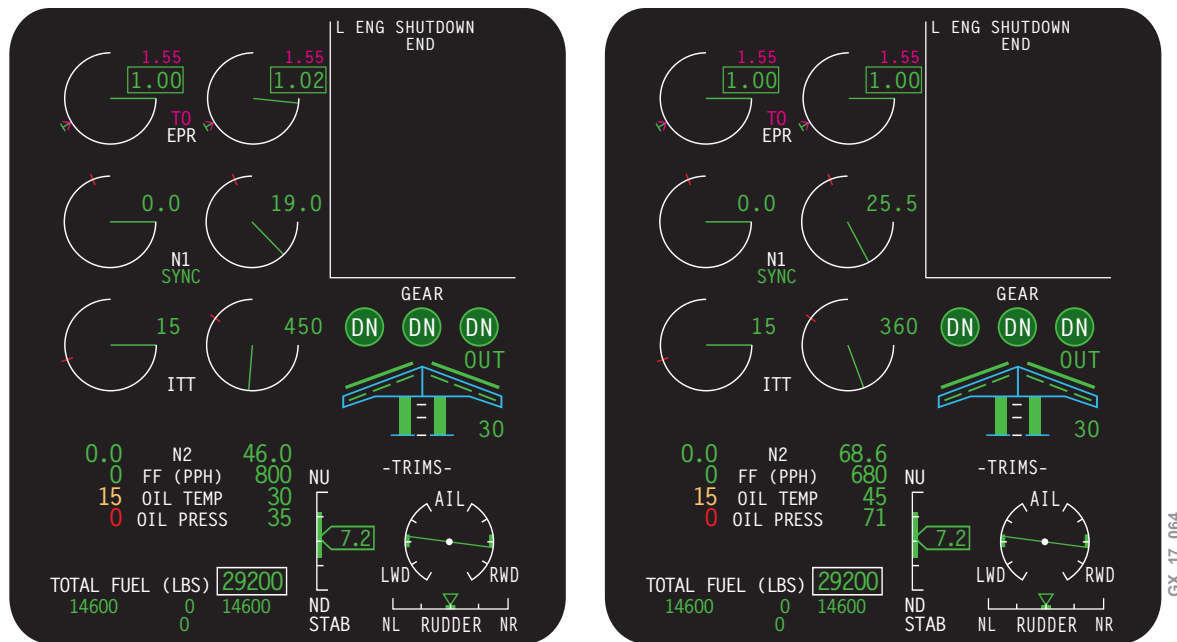 L ENG SHUTDOWN
END
1.55 1.55
1.00 1.02
TO
EPR
0.0 19.0
N1
SYNC
GEAR
15 450
DN DN DN
OUT
ITT
30
0.0 N2 46.0
-TRIMS-
0 FF (PPH) 800
NU
15 OIL TEMP 30
AIL
0 OIL PRESS 35
7.2
LWD RWD
TOTAL FUEL (LBS) 29200
14600 0 14600
ND
0
STAB
NL RUDDER NR
L ENG SHUTDOWN
END
1.55 1.55
1.00 1.00
TO
EPR
0.0 25.5
N1
SYNC
GEAR
15 360
DN DN DN
OUT
ITT
30
0.0 N2 68.6
-TRIMS-
0 FF (PPH) 680
NU
15 OIL TEMP 45
AIL
0 OIL PRESS 71
7.2
LWD RWD
TOTAL FUEL (LBS) 29200
14600 0 14600
ND
0
STAB
NL RUDDER NR
GX_17_064